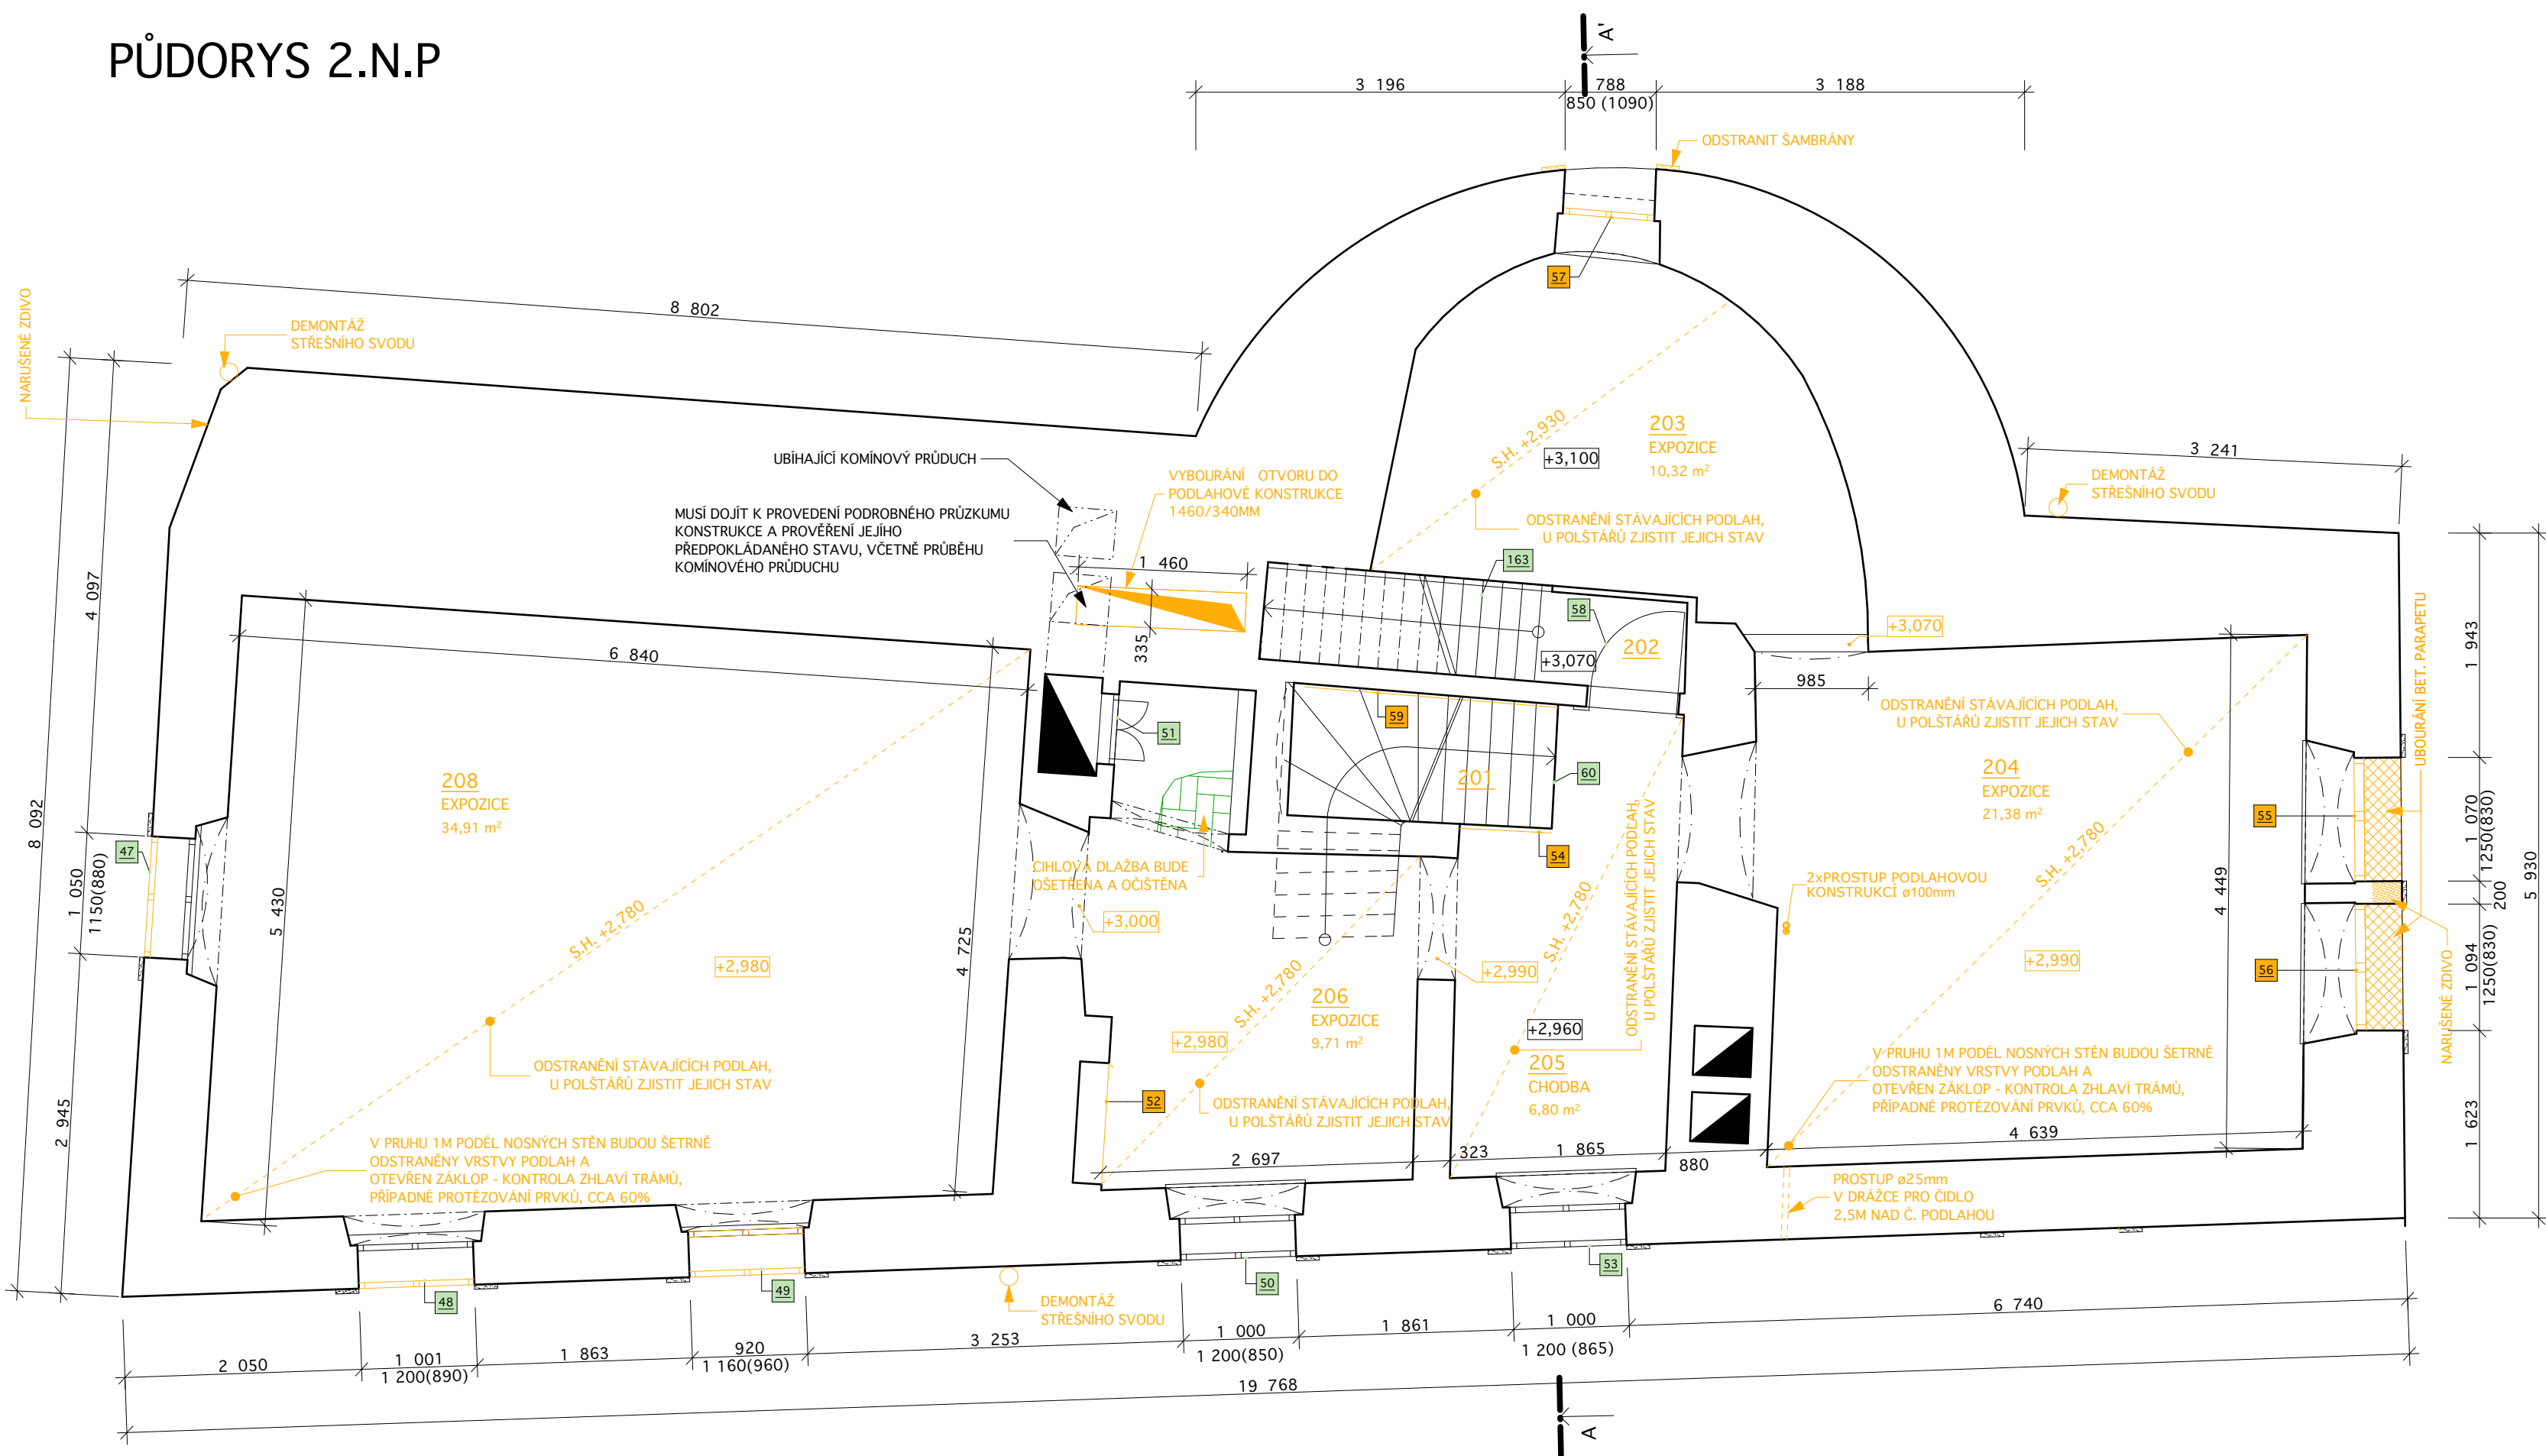 PŮDORYS 2.N.P
A'
3 196
788
850 (1090)
3 188
ODSTRANIT ŠAMBRÁNY
57
8 802
NARUŠENÉ ZDIVO
DEMONTÁŽ
STŘEŠNÍHO SVODU
203
EXPOZICE
10,32 m²
S.H. +2,930
+3,100
ODSTRANĚNÍ STÁVAJÍCÍCH PODLAH,
U POLŠTÁŘŮ ZJISTIT JEJICH STAV
3 241
DEMONTÁŽ
STŘEŠNÍHO SVODU
UBÍHAJÍCÍ KOMÍNOVÝ PRŮDUCH
VYBOURÁNÍ OTVORU DO
PODLAHOVÉ KONSTRUKCE
1460/340MM
MUSÍ DOJÍT K PROVEDENÍ PODROBNÉHO PRŮZKUMU
KONSTRUKCE A PROVĚŘENÍ JEJÍHO
PŘEDPOKLÁDANÉHO STAVU, VČETNĚ PRŮBĚHU
KOMÍNOVÉHO PRŮDUCHU
1 460
335
163
58
202
+3,070
+3,070
985
4 097
8 092
6 840
59
51
201
60
54
208
EXPOZICE
34,91 m²
S.H. +2,780
+2,980
5 430
4 725
47
1 050
1150(880)
2 945
CIHLOVÁ DLAŽBA BUDE
OŠETŘENA A OČIŠTĚNA
+3,000
ODSTRANĚNÍ STÁVAJÍCÍCH PODLAH,
U POLŠTÁŘŮ ZJISTIT JEJICH STAV
204
EXPOZICE
21,38 m²
S.H. +2,780
+2,990
4 449
55
56
UBOURÁNÍ BET. PARAPETU
NARUŠENÉ ZDIVO
1 943
1 070
1250(830)
200
1 094
1250(830)
1 623
5 930
2xPROSTUP PODLAHOVOU
KONSTRUKCÍ ø100mm
S.H. +2,780
ODSTRANĚNÍ STÁVAJÍCÍCH PODLAH,
U POLŠTÁŘŮ ZJISTIT JEJICH STAV
+2,990
+2,960
205
CHODBA
6,80 m²
206
EXPOZICE
9,71 m²
S.H. +2,780
+2,980
52
ODSTRANĚNÍ STÁVAJÍCÍCH PODLAH,
U POLŠTÁŘŮ ZJISTIT JEJICH STAV
ODSTRANĚNÍ STÁVAJÍCÍCH PODLAH,
U POLŠTÁŘŮ ZJISTIT JEJICH STAV
V PRUHU 1M PODÉL NOSNÝCH STĚN BUDOU ŠETRNĚ
ODSTRANĚNY VRSTVY PODLAH A
OTEVŘEN ZÁKLOP - KONTROLA ZHLAVÍ TRÁMŮ,
PŘÍPADNÉ PROTÉZOVÁNÍ PRVKŮ, CCA 60%
V PRUHU 1M PODÉL NOSNÝCH STĚN BUDOU ŠETRNĚ
ODSTRANĚNY VRSTVY PODLAH A
OTEVŘEN ZÁKLOP - KONTROLA ZHLAVÍ TRÁMŮ,
PŘÍPADNÉ PROTÉZOVÁNÍ PRVKŮ, CCA 60%
2 697
323
1 865
880
4 639
PROSTUP ø25mm
V DRÁŽCE PRO ČIDLO
2,5M NAD Č. PODLAHOU
48
49
50
53
DEMONTÁŽ
STŘEŠNÍHO SVODU
2 050
1 001
1 200(890)
1 863
920
1 160(960)
3 253
1 000
1 200(850)
1 861
1 000
1 200 (865)
6 740
19 768
A